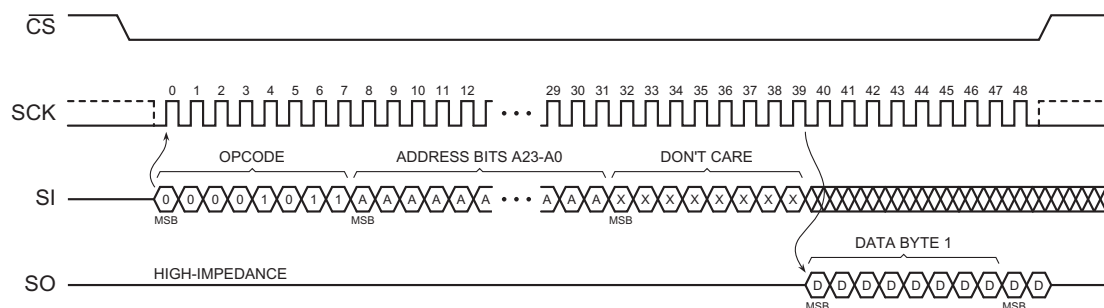 CS
0 1 2 3 4 5 6 7 8 9 10 11 12 29 30 31 32 33 34 35 36 37 38 39 40 41 42 43 44 45 46 47 48
SCK
OPCODE ADDRESS BITS A23-A0 DON'T CARE
SI 0 0 0 0 1 0 1 1 A A A A A A A A A X X X X X X X X
MSB MSB MSB
DATA BYTE 1
HIGH-IMPEDANCE
SO D D D D D D D D D D
MSB MSB